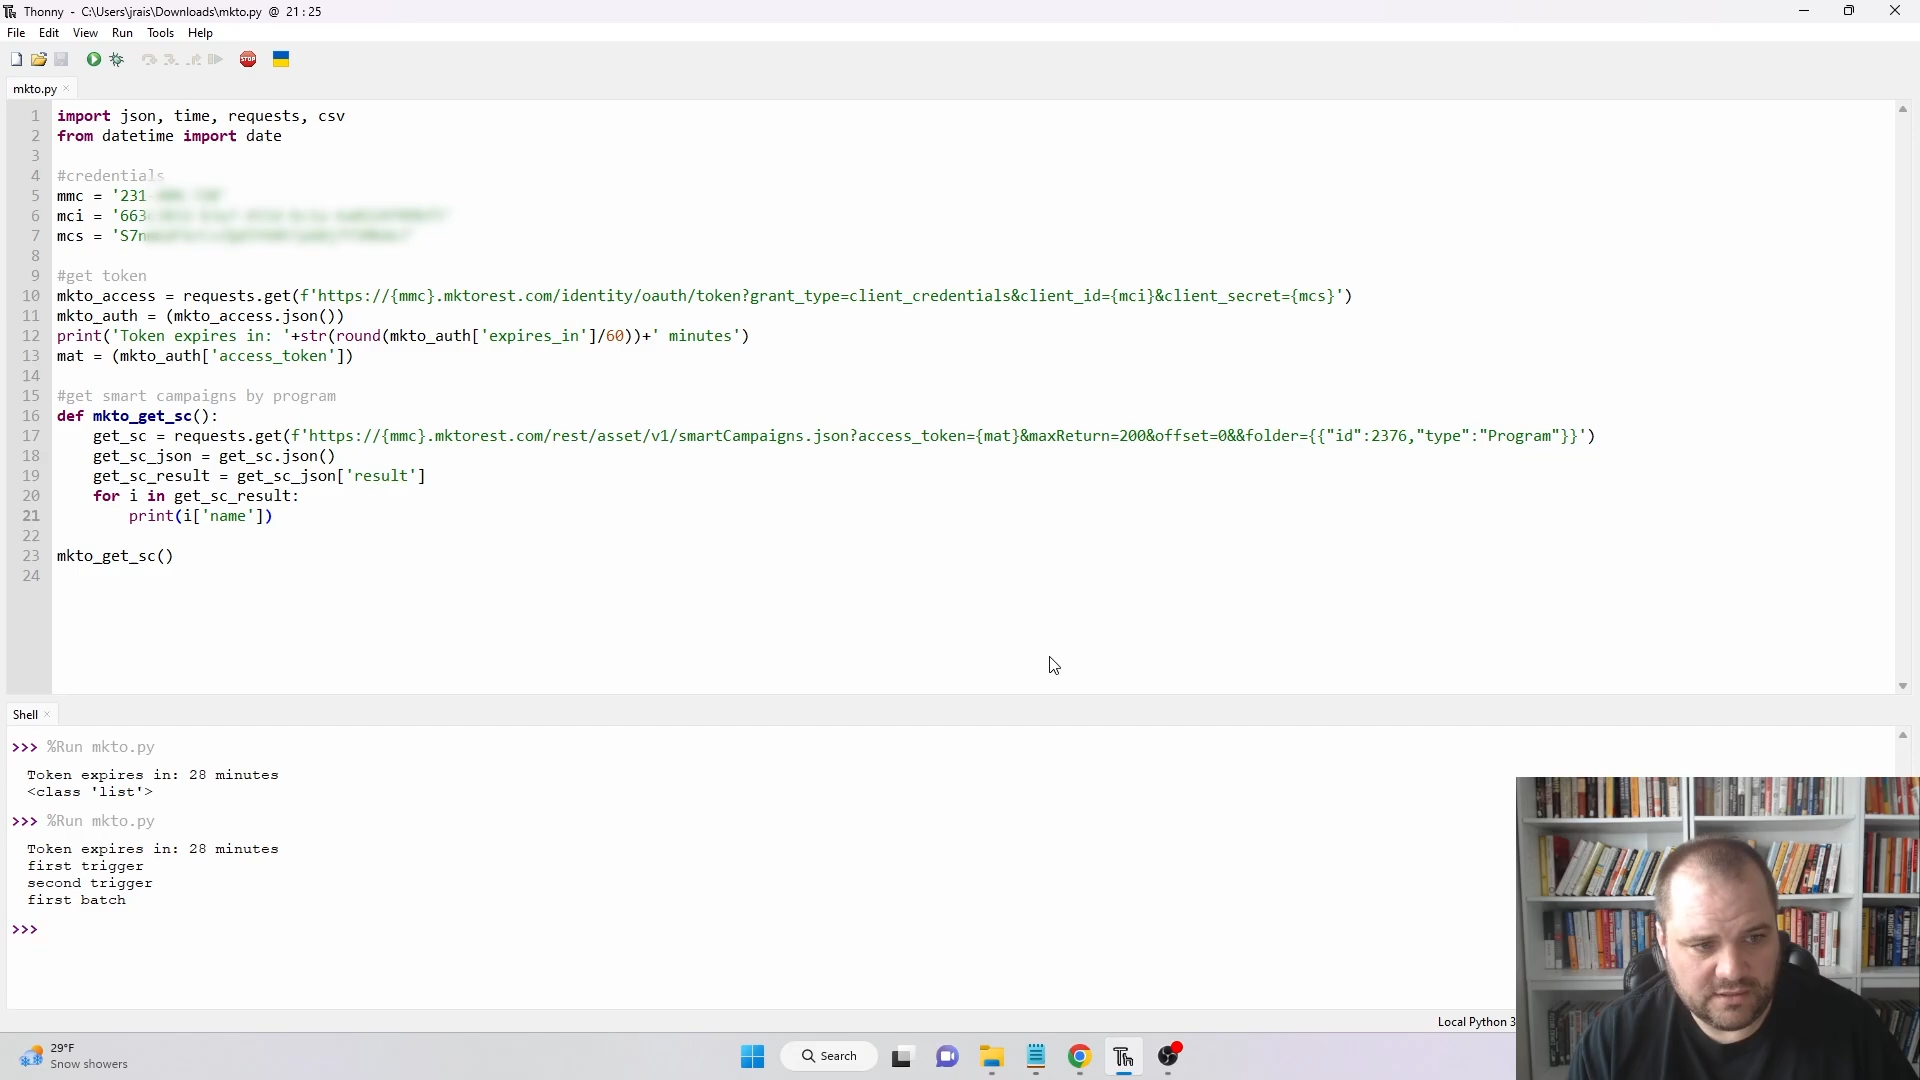 Thonny - C:\Users\jrais\Downloads\mkto.py @ 21:25
File Edit View Run Tools Help
STOP
mkto.py ×
1 import json, time, requests, csv
2 from datetime import date
3
4 #credentials
5 mmc = '231
6 mci = '663
7 mcs = 'S7n
8
9 #get token
10 mkto_access = requests.get(f'https://{mmc}.mktorest.com/identity/oauth/token?grant_type=client_credentials&client_id={mci}&client_secret={mcs}')
11 mkto_auth = (mkto_access.json())
12 print('Token expires in: '+str(round(mkto_auth['expires_in']/60))+' minutes')
13 mat = (mkto_auth['access_token'])
14
15 #get smart campaigns by program
16 def mkto_get_sc():
17 get_sc = requests.get(f'https://{mmc}.mktorest.com/rest/asset/v1/smartCampaigns.json?access_token={mat}&maxReturn=200&offset=0&&folder={{"id":2376,"type":"Program"}}')
18 get_sc_json = get_sc.json()
19 get_sc_result = get_sc_json['result']
20 for i in get_sc_result:
21 print(i['name'])
22
23 mkto_get_sc()
24
Shell ×
>>> %Run mkto.py
Token expires in: 28 minutes
<class 'list'>
>>> %Run mkto.py
Token expires in: 28 minutes
first trigger
second trigger
first batch
>>>
Local Python 3
29°F
Snow showers
Search